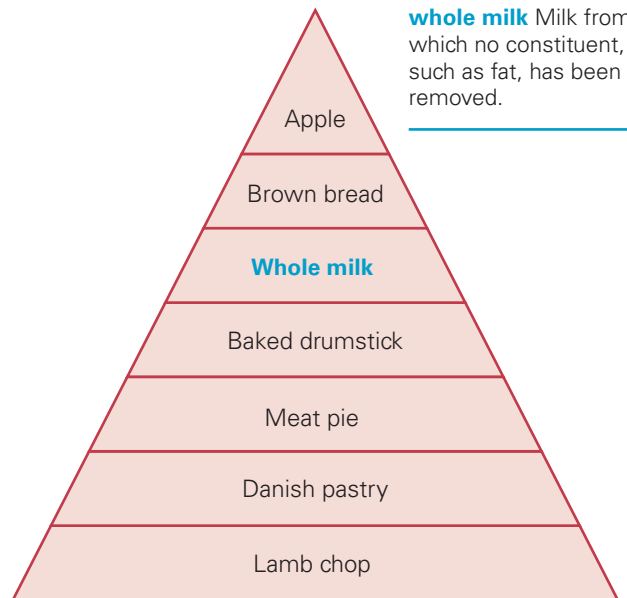 whole milk Milk from
which no constituent,
such as fat, has been
removed.
Apple
Brown bread
Whole milk
Baked drumstick
Meat pie
Danish pastry
Lamb chop